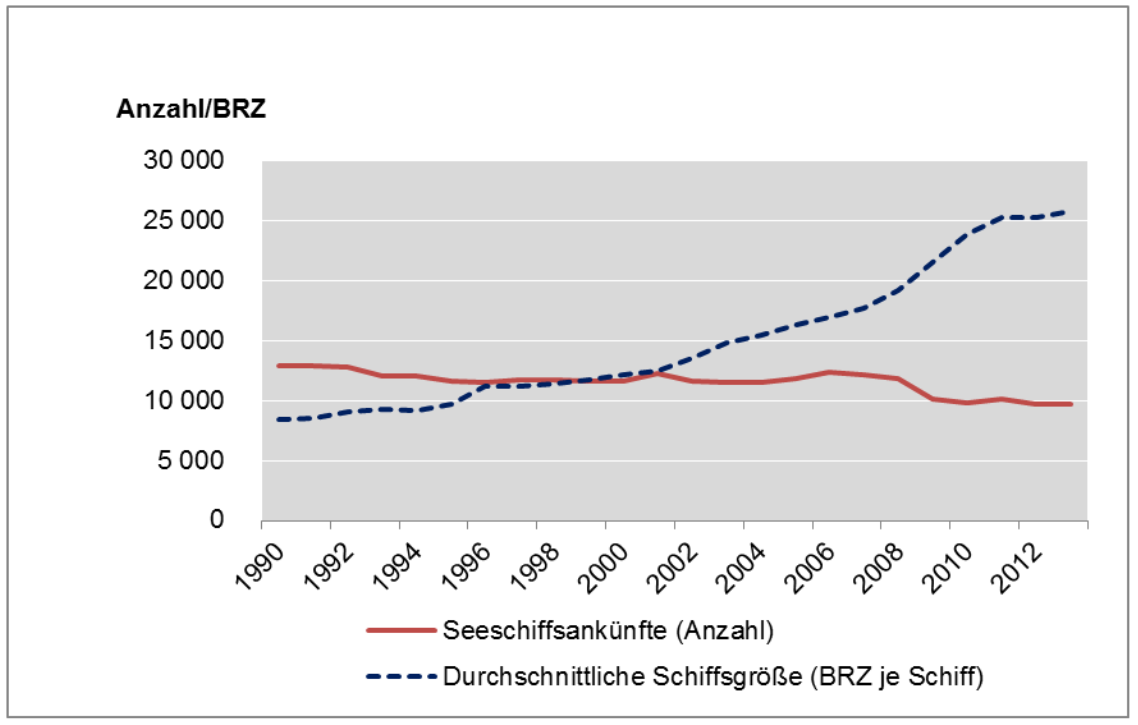 Anzahl/BRZ
30 000
25 000
20 000
15 000
10 000
5 000
0
1990 1992 1994 1996 1998 2000 2002 2004 2006 2008 2010 2012
Seeschiffsankünfte (Anzahl)
Durchschnittliche Schiffsgröße (BRZ je Schiff)